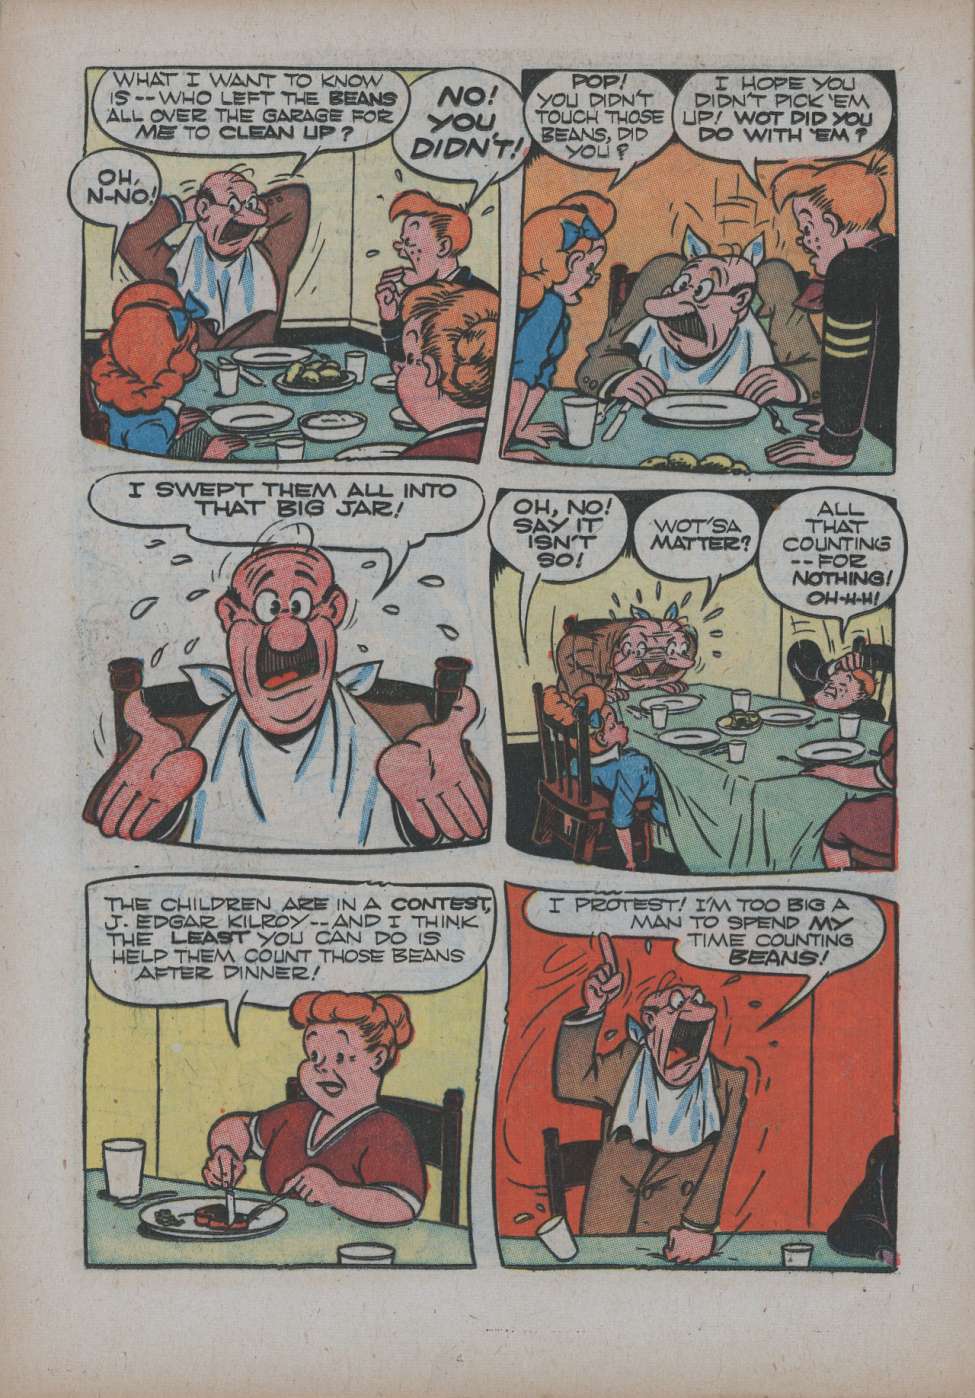 WHAT I WANT TO KNOW
IS--WHO LEFT THE BEANS
ALL OVER THE GARAGE FOR
ME TO CLEAN UP?
OH,
N-NO!
NO!
YOU
DIDN'T!
POP!
YOU DIDN'T
TOUCH THOSE
BEANS, DID
YOU?
I HOPE YOU
DIDN'T PICK 'EM
UP! WOT DID YOU
DO WITH 'EM?
I SWEPT THEM ALL INTO
THAT BIG JAR!
OH, NO!
SAY IT
ISN'T
SO!
WOT'SA
MATTER?
ALL
THAT
COUNTING
--FOR
NOTHING!
OH-H-H!
THE CHILDREN ARE IN A CONTEST,
J. EDGAR KILROY--AND I THINK
THE LEAST YOU CAN DO IS
HELP THEM COUNT THOSE BEANS
AFTER DINNER!
I PROTEST! I'M TOO BIG A
MAN TO SPEND MY
TIME COUNTING
BEANS!